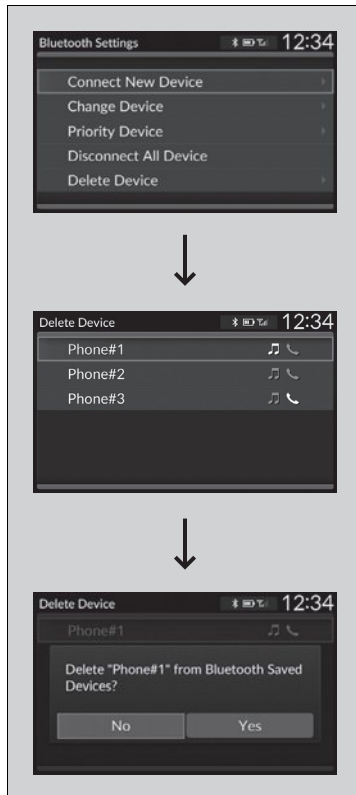 Bluetooth Settings 12:34
Connect New Device
Change Device
Priority Device
Disconnect All Device
Delete Device
Delete Device 12:34
Phone#1
Phone#2
Phone#3
Delete Device 12:34
Phone#1
Delete "Phone#1" from Bluetooth Saved
Devices?
No Yes